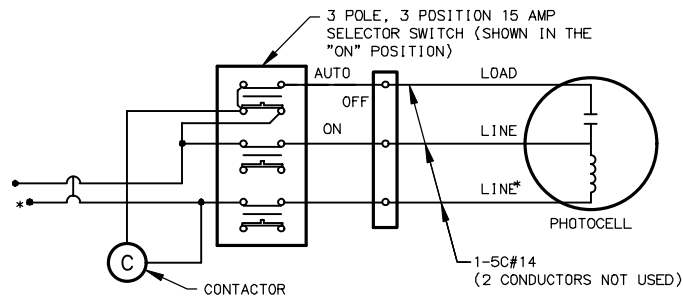 3 POLE, 3 POSITION 15 AMP
SELECTOR SWITCH (SHOWN IN THE
"ON" POSITION)
AUTO
LOAD
OFF
ON
LINE
*
LINE*
PHOTOCELL
C
1-5C#14
(2 CONDUCTORS NOT USED)
CONTACTOR